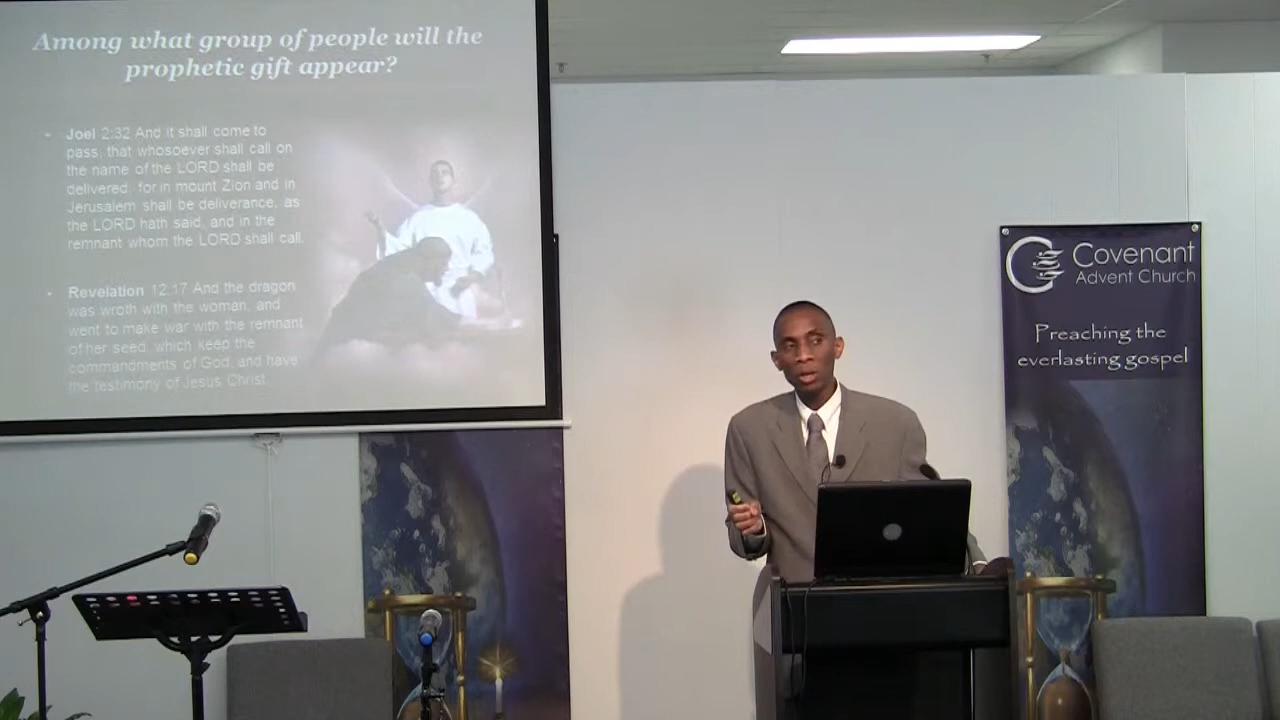 Among what group of people will the
prophetic gift appear?
Joel 2:32 And it shall come to
pass, that whosoever shall call on
the name of the LORD shall be
delivered: for in mount Zion and in
Jerusalem shall be deliverance, as
the LORD hath said, and in the
remnant whom the LORD shall call.
Revelation 12:17 And the dragon
was wroth with the woman, and
went to make war with the remnant
of her seed, which keep the
commandments of God, and have
the testimony of Jesus Christ.
Covenant
Advent Church
Preaching the
everlasting gospel